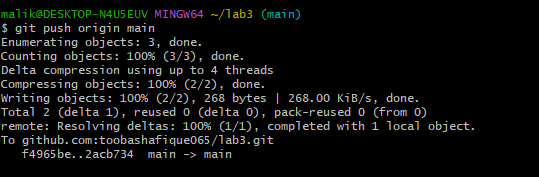 malik@DESKTOP-N4U5EUV MINGW64 ~/lab3 (main)
$ git push origin main
Enumerating objects: 3, done.
Counting objects: 100% (3/3), done.
Delta compression using up to 4 threads
Compressing objects: 100% (2/2), done.
Writing objects: 100% (2/2), 268 bytes | 268.00 KiB/s, done.
Total 2 (delta 1), reused 0 (delta 0), pack-reused 0 (from 0)
remote: Resolving deltas: 100% (1/1), completed with 1 local object.
To github.com:toobashafique065/lab3.git
   f4965be..2acb734  main -> main